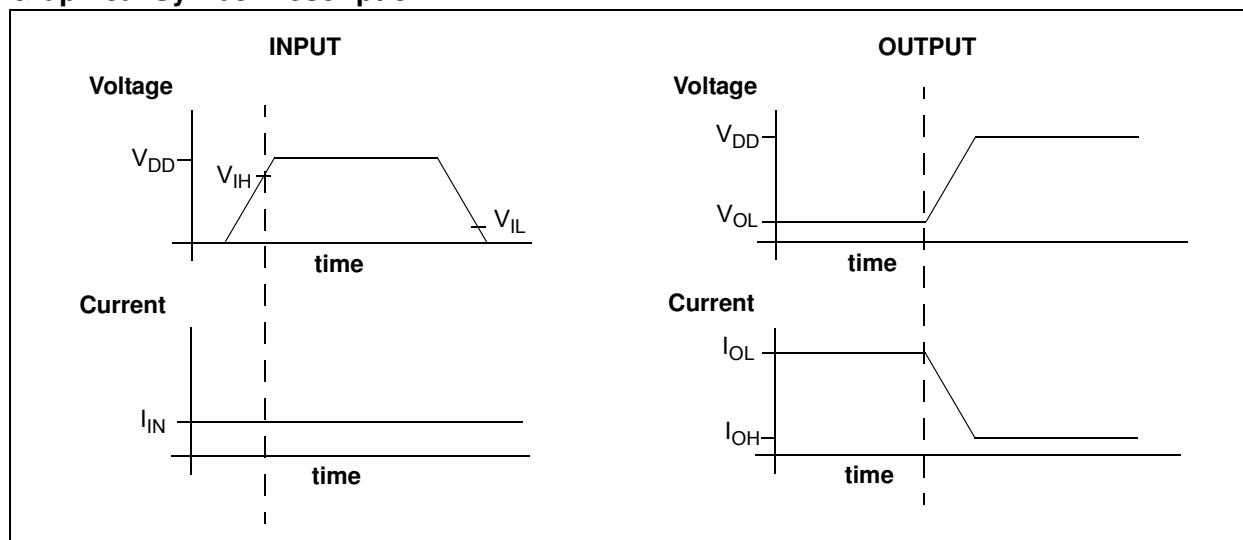 INPUT
Voltage
VDD
VIH
VIL
time
Current
IIN
time
OUTPUT
Voltage
VDD
VOL
time
Current
IOL
IOH
time